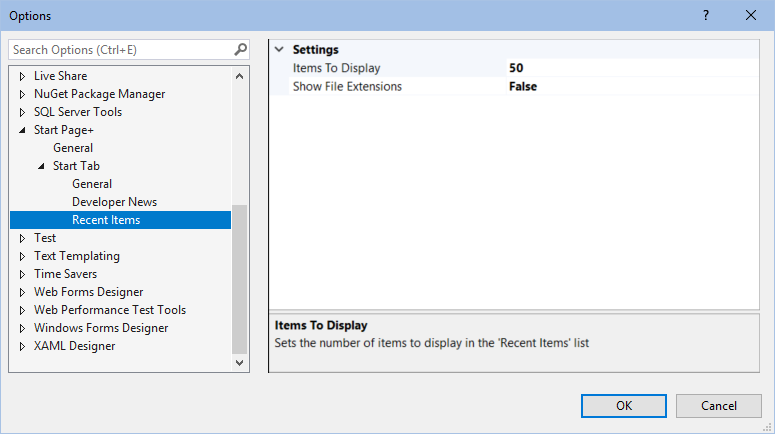 Options
?
Search Options (Ctrl+E)
Live Share
NuGet Package Manager
SQL Server Tools
Start Page+
General
Start Tab
General
Developer News
Recent Items
Test
Text Templating
Time Savers
Web Forms Designer
Web Performance Test Tools
Windows Forms Designer
XAML Designer
Settings
Items To Display 50
Show File Extensions False
Items To Display
Sets the number of items to display in the 'Recent Items' list
OK Cancel